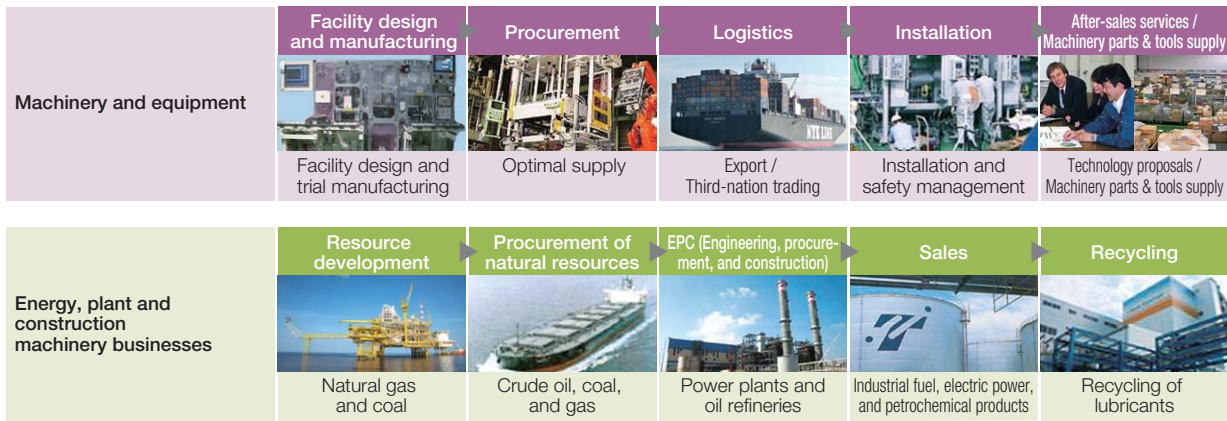 Facility design
and manufacturing
Procurement
Logistics
Installation
After-sales services /
Machinery parts & tools supply
Machinery and equipment
NYK LINE
Facility design and
trial manufacturing
Optimal supply
Export /
Third-nation trading
Installation and
safety management
Technology proposals /
Machinery parts & tools supply
Resource
development
Procurement of
natural resources
EPC (Engineering, procure-
ment, and construction)
Sales
Recycling
Energy, plant and
construction
machinery businesses
Natural gas
and coal
Crude oil, coal,
and gas
Power plants and
oil refineries
Industrial fuel, electric power,
and petrochemical products
Recycling of
lubricants